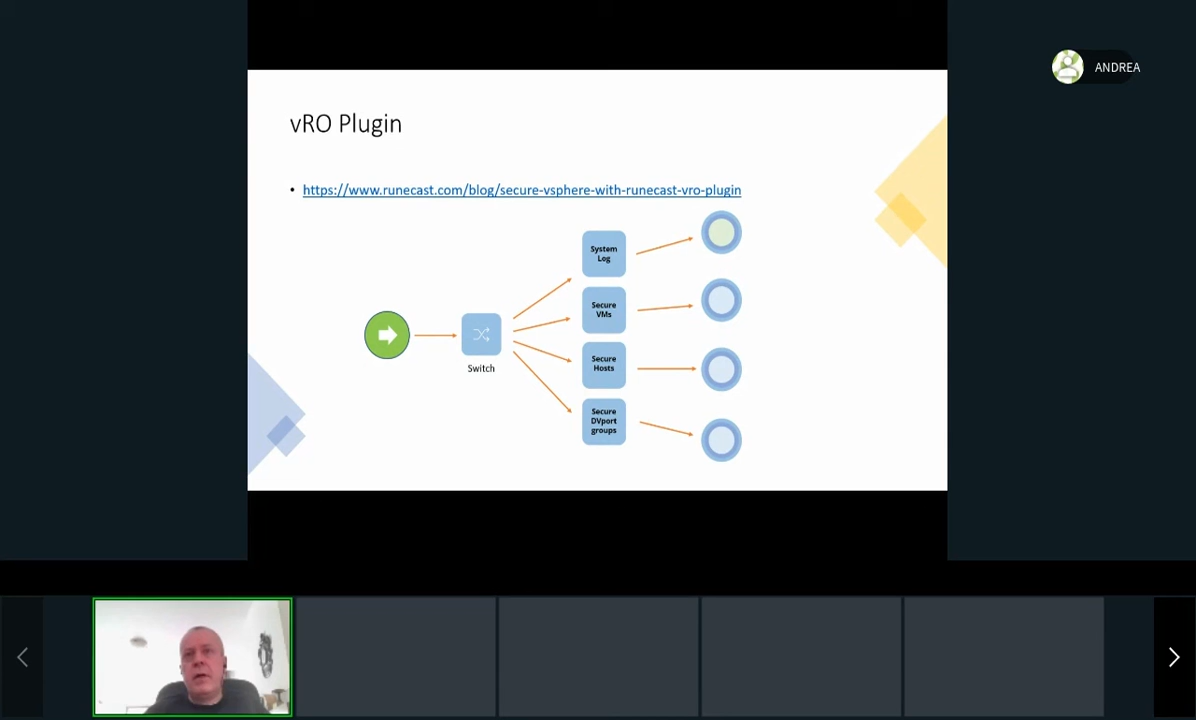 ANDREA
vRO Plugin
• https://www.runecast.com/blog/secure-vsphere-with-runecast-vro-plugin
System
Log
Secure
VMs
Switch
Secure
Hosts
Secure
DVport
groups